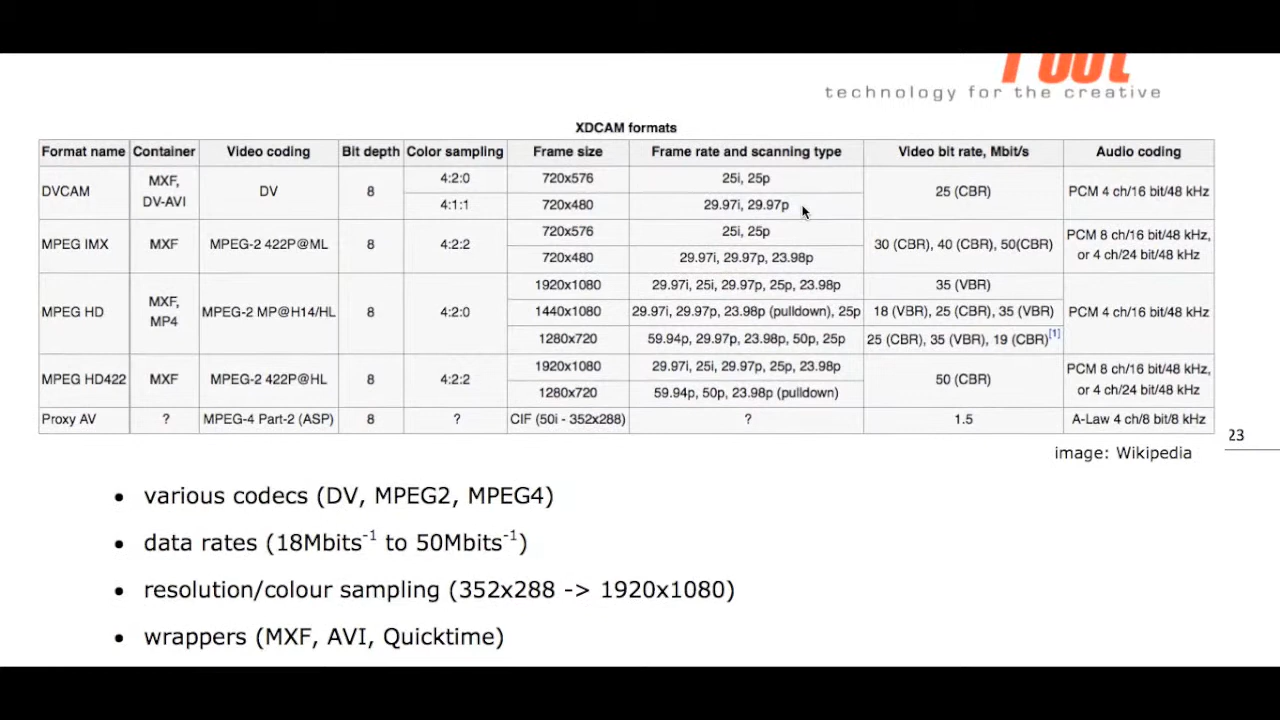 root
technology for the creative
XDCAM formats
Format name Container Video coding Bit depth Color sampling Frame size Frame rate and scanning type Video bit rate, Mbit/s Audio coding
DVCAM MXF, DV-AVI DV 8 4:2:0 720x576 25i, 25p 25 (CBR) PCM 4 ch/16 bit/48 kHz
4:1:1 720x480 29.97i, 29.97p
MPEG IMX MXF MPEG-2 422P@ML 8 4:2:2 720x576 25i, 25p 30 (CBR), 40 (CBR), 50(CBR) PCM 8 ch/16 bit/48 kHz, or 4 ch/24 bit/48 kHz
720x480 29.97i, 29.97p, 23.98p
MPEG HD MXF, MP4 MPEG-2 MP@H14/HL 8 4:2:0 1920x1080 29.97i, 25i, 29.97p, 25p, 23.98p 35 (VBR) PCM 4 ch/16 bit/48 kHz
1440x1080 29.97i, 29.97p, 23.98p (pulldown), 25p 18 (VBR), 25 (CBR), 35 (VBR)
1280x720 59.94p, 29.97p, 23.98p, 50p, 25p 25 (CBR), 35 (VBR), 19 (CBR)[1]
MPEG HD422 MXF MPEG-2 422P@HL 8 4:2:2 1920x1080 29.97i, 25i, 29.97p, 25p, 23.98p 50 (CBR) PCM 8 ch/16 bit/48 kHz, or 4 ch/24 bit/48 kHz
1280x720 59.94p, 50p, 23.98p (pulldown)
Proxy AV ? MPEG-4 Part-2 (ASP) 8 ? CIF (50i - 352x288) ? 1.5 A-Law 4 ch/8 bit/8 kHz
23
image: Wikipedia
• various codecs (DV, MPEG2, MPEG4)
• data rates (18Mbits-1 to 50Mbits-1)
• resolution/colour sampling (352x288 -> 1920x1080)
• wrappers (MXF, AVI, Quicktime)